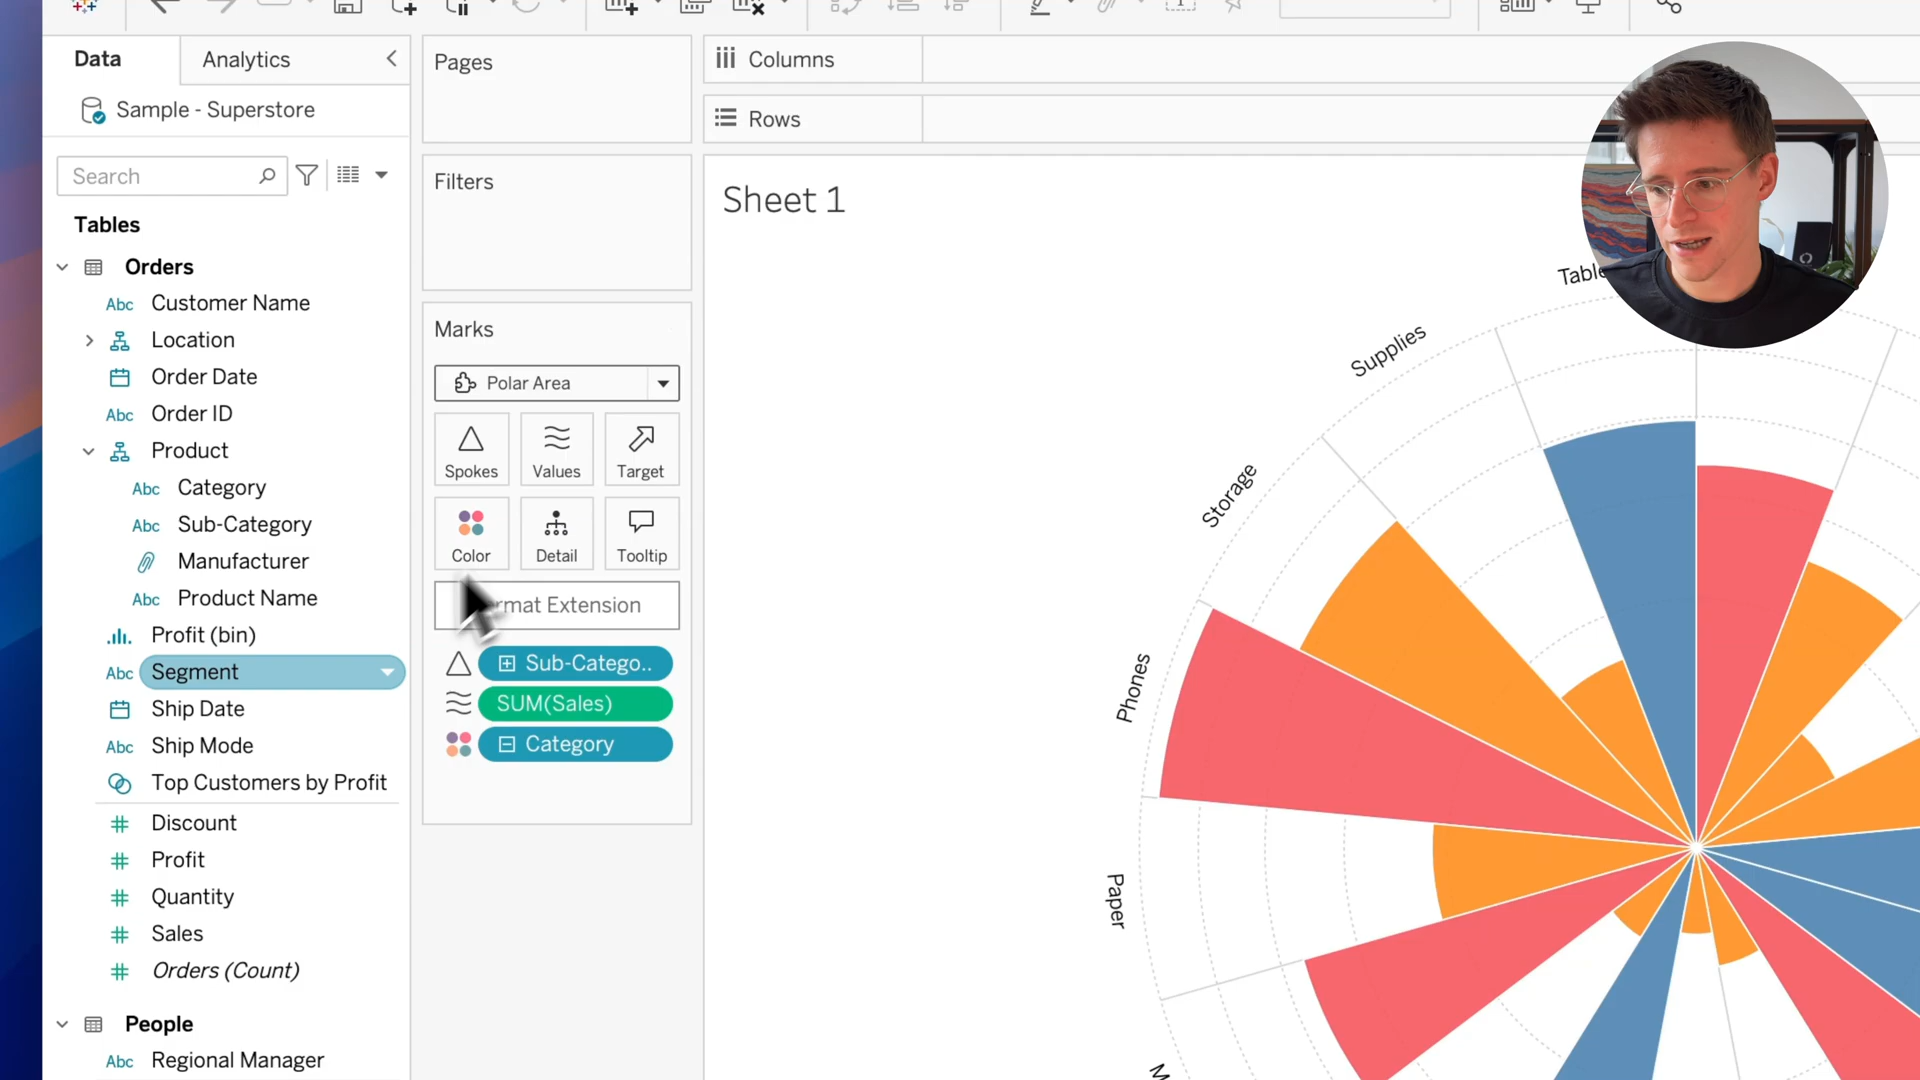 Data
Analytics
Sample - Superstore
Search
Tables
Orders
Abc Customer Name
Location
Order Date
Abc Order ID
Product
Abc Category
Abc Sub-Category
Manufacturer
Abc Product Name
Profit (bin)
Abc Segment
Ship Date
Abc Ship Mode
Top Customers by Profit
Discount
Profit
Quantity
Sales
Orders (Count)
People
Abc Regional Manager
Pages
Filters
Marks
Polar Area
Spokes Values Target
Color Detail Tooltip
rmat Extension
Sub-Catego..
SUM(Sales)
Category
Columns
Rows
Sheet 1
Table
Supplies
Storage
Phones
Paper
M